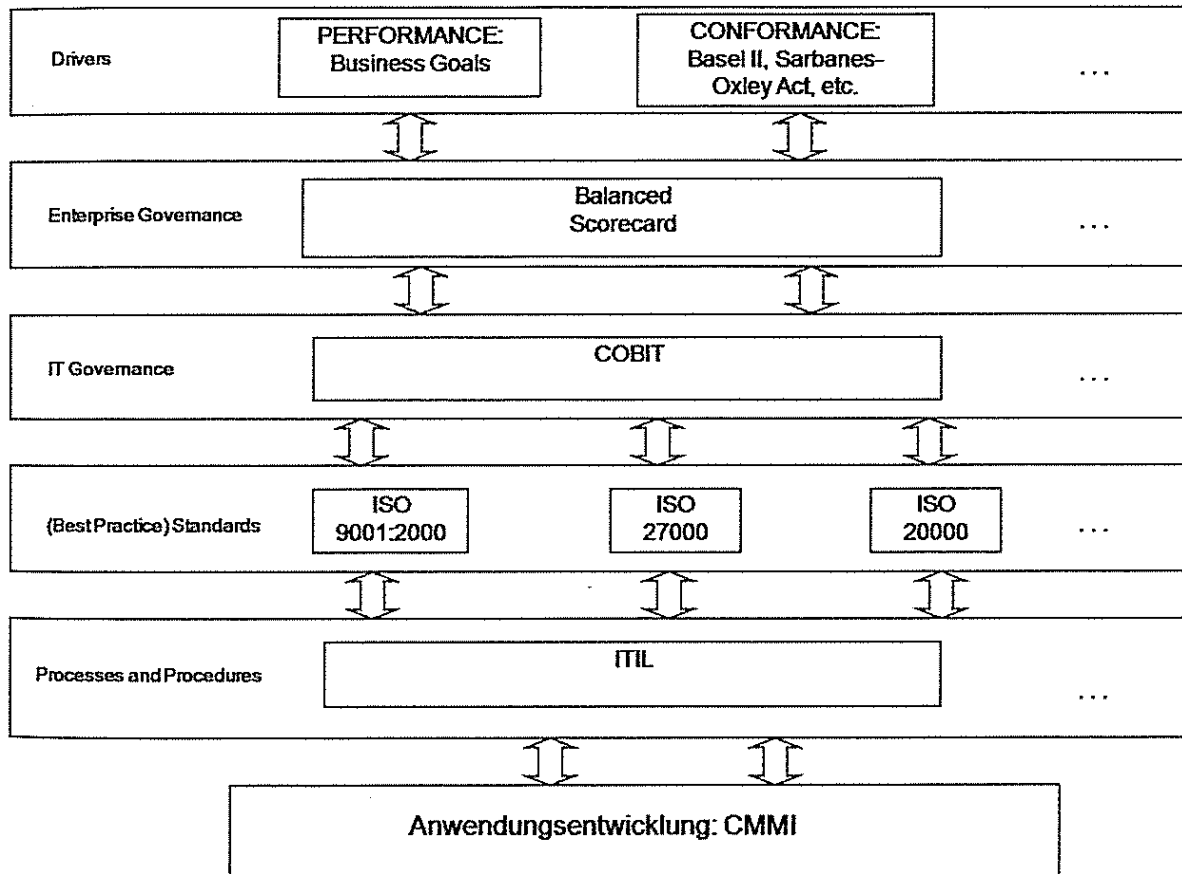 PERFORMANCE:
Business Goals
CONFORMANCE:
Basel II, Sarbanes-
Oxley Act, etc.
Drivers
...
Balanced
Scorecard
Enterprise Governance
...
COBIT
IT Governance
...
ISO
9001:2000
ISO
27000
ISO
20000
(Best Practice) Standards
...
ITIL
Processes and Procedures
...
Anwendungsentwicklung: CMMI